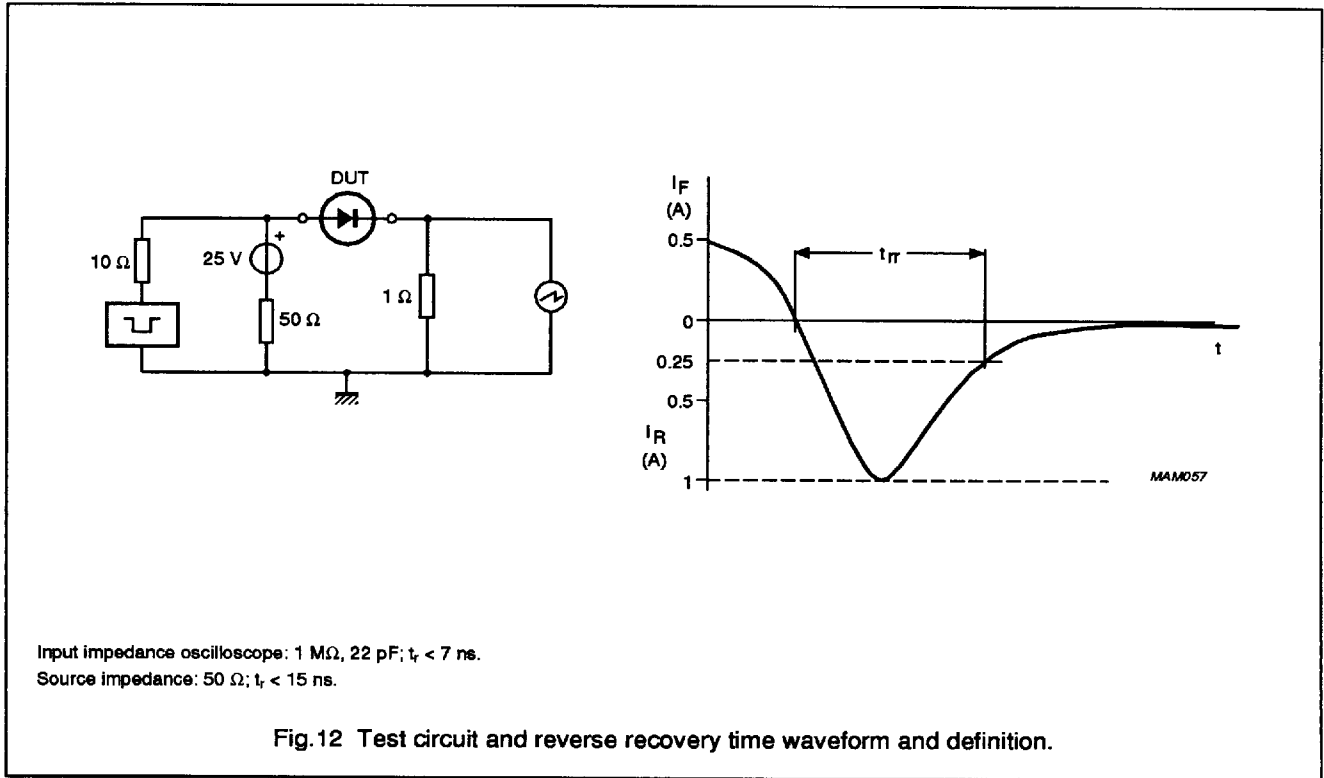 DUT
10 Ω
25 V
+
50 Ω
1 Ω
I_F
(A)
0.5
t_rr
0
t
0.25
0.5
I_R
(A)
1
MAM057
Input impedance oscilloscope: 1 MΩ, 22 pF; t_r < 7 ns.
Source impedance: 50 Ω; t_r < 15 ns.
Fig.12 Test circuit and reverse recovery time waveform and definition.